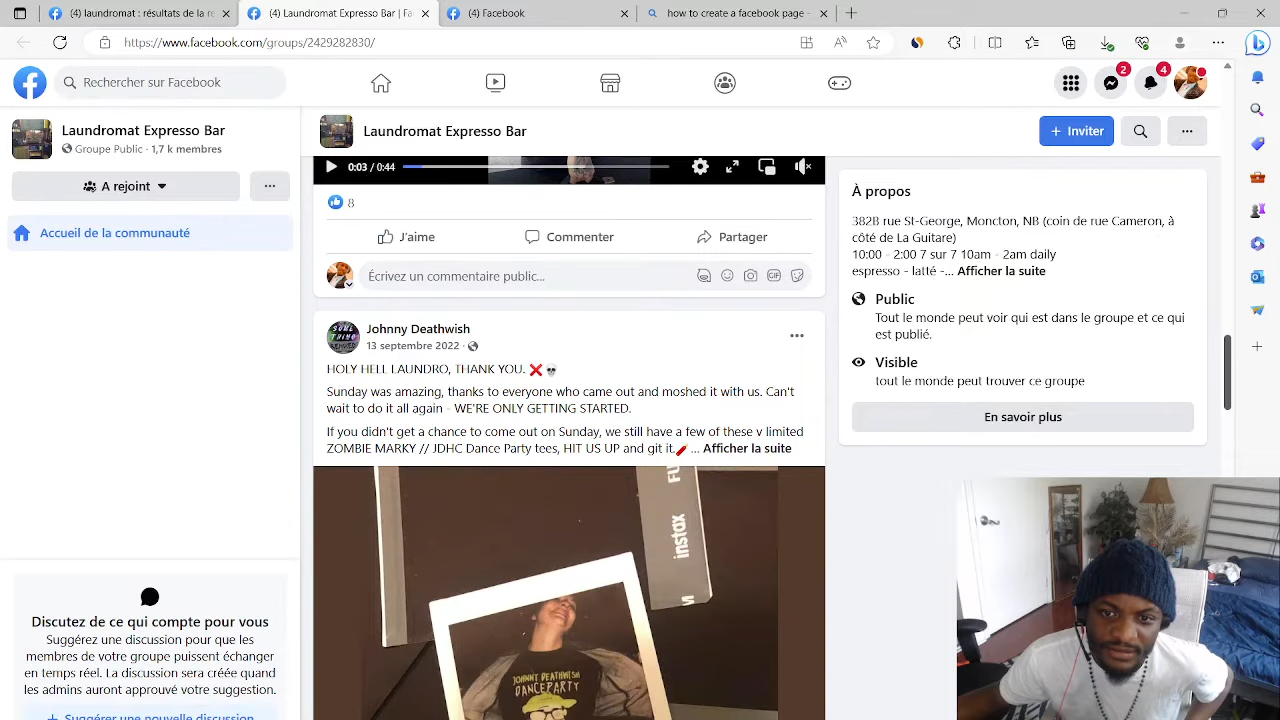 (4) laundromat : résultats de la re
(4) Laundromat Expresso Bar | Fa
(4) Facebook
how to create a facebook page -
https://www.facebook.com/groups/2429282830/
Rechercher sur Facebook
2
4
Laundromat Expresso Bar
Groupe Public · 1,7 k membres
A rejoint
Accueil de la communauté
Discutez de ce qui compte pour vous
Suggérez une discussion pour que les
membres de votre groupe puissent échanger
en temps réel. La discussion sera créée quand
les admins auront approuvé votre suggestion.
+ Suggérer une nouvelle discussion
Laundromat Expresso Bar
+ Inviter
0:03 / 0:44
8
J'aime
Commenter
Partager
Écrivez un commentaire public...
GIF
SOME
THING
Johnny Deathwish
13 septembre 2022 ·
HOLY HELL LAUNDRO, THANK YOU. ❌💀
Sunday was amazing, thanks to everyone who came out and moshed it with us. Can't
wait to do it all again - WE'RE ONLY GETTING STARTED.
If you didn't get a chance to come out on Sunday, we still have a few of these v limited
ZOMBIE MARKY // JDHC Dance Party tees, HIT US UP and git it.🧨 ... Afficher la suite
FU
instax
M
JOHNNY DEATHWISH
DANCEPARTY
À propos
382B rue St-George, Moncton, NB (coin de rue Cameron, à
côté de La Guitare)
10:00 - 2:00 7 sur 7 10am - 2am daily
espresso - latté -... Afficher la suite
Public
Tout le monde peut voir qui est dans le groupe et ce qui
est publié.
Visible
tout le monde peut trouver ce groupe
En savoir plus